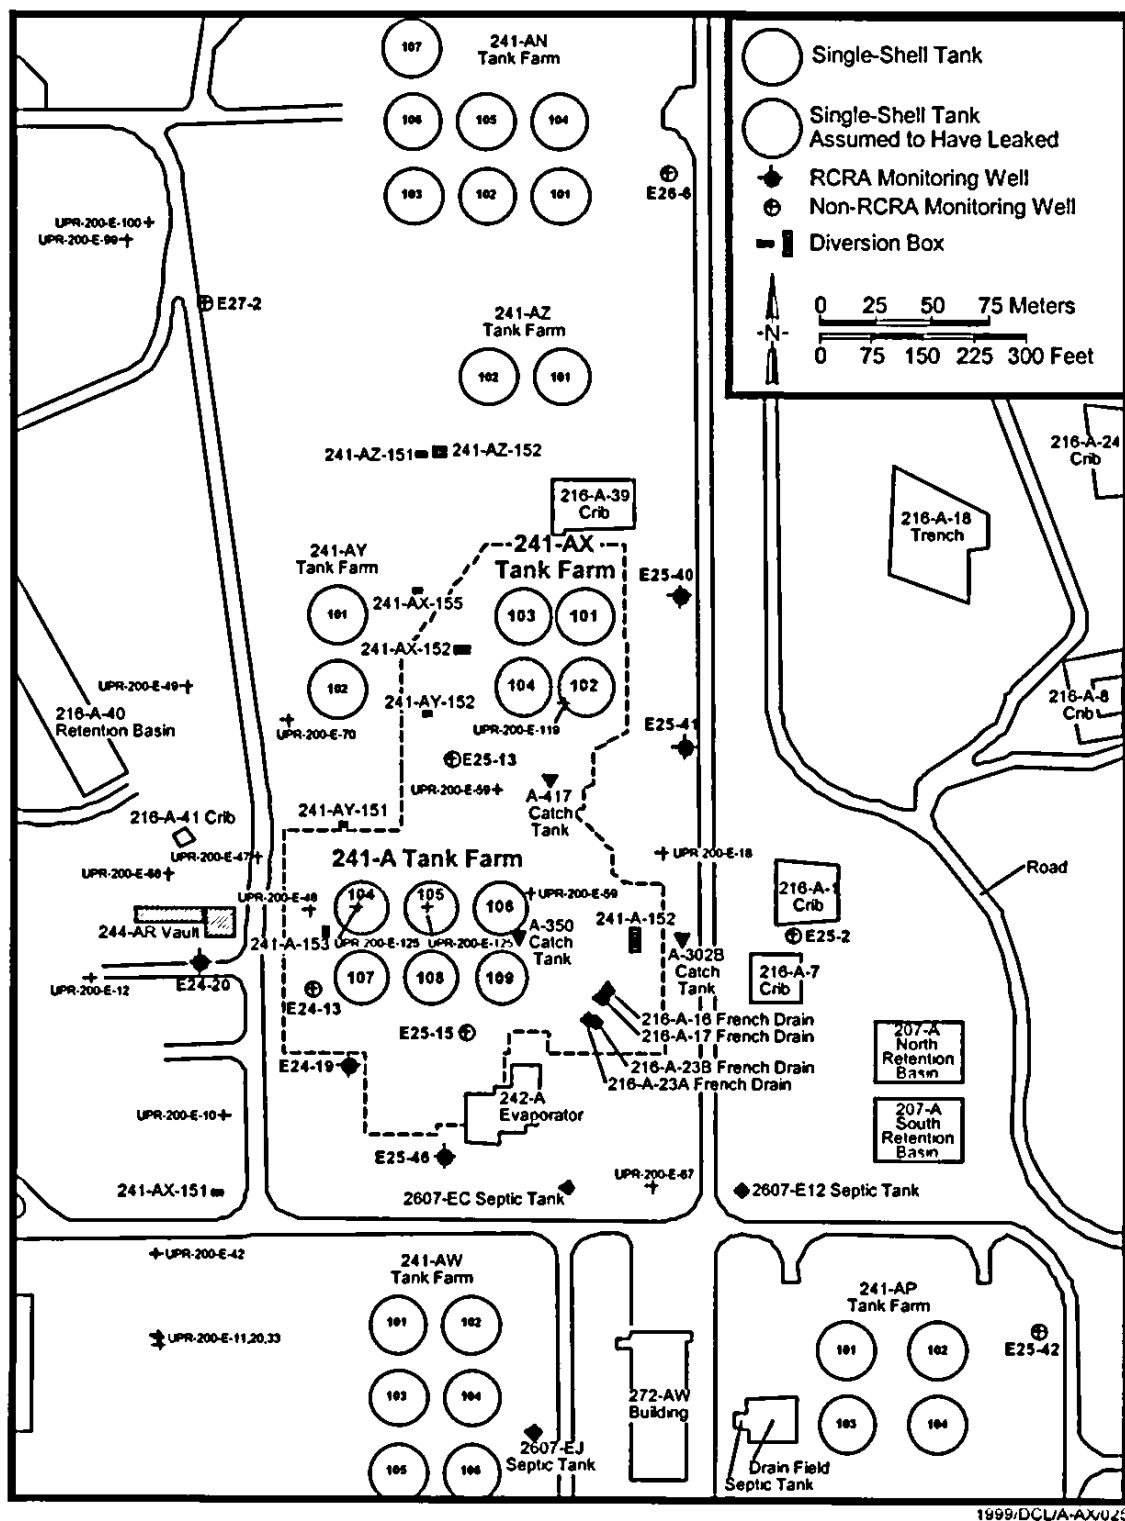 107
241-AN
Tank Farm
106
105
104
103
102
101
Single-Shell Tank
Single-Shell Tank
Assumed to Have Leaked
RCRA Monitoring Well
Non-RCRA Monitoring Well
Diversion Box
-N-
0 25 50 75 Meters
0 75 150 225 300 Feet
E26-6
UPR-200-E-100
UPR-200-E-99
E27-2
241-AZ
Tank Farm
102
101
241-AZ-151
241-AZ-152
216-A-24
Crib
216-A-39
Crib
216-A-18
Trench
241-AY
Tank Farm
101
102
241-AX
Tank Farm
103
101
104
102
E25-40
241-AX-155
241-AX-152
241-AY-152
UPR-200-E-119
UPR-200-E-49
216-A-40
Retention Basin
UPR-200-E-70
E25-41
216-A-8
Crib
E25-13
UPR-200-E-59
A-417
Catch
Tank
241-AY-151
216-A-41 Crib
UPR-200-E-47
UPR-200-E-68
241-A Tank Farm
UPR 200-E-18
Road
UPR-200-E-48
104
105
106
UPR-200-E-59
216-A-1
Crib
244-AR Vault
241-A-153
UPR 200-E-125
UPR-200-E-125
A-350
Catch
Tank
241-A-152
A-302B
Catch
Tank
E25-2
216-A-7
Crib
E24-20
UPR-200-E-12
107
108
109
E24-13
216-A-16 French Drain
216-A-17 French Drain
E25-15
207-A
North
Retention
Basin
E24-19
216-A-23B French Drain
216-A-23A French Drain
242-A
Evaporator
UPR-200-E-10
207-A
South
Retention
Basin
E25-46
241-AX-151
2607-EC Septic Tank
UPR-200-E-67
2607-E12 Septic Tank
UPR-200-E-42
241-AW
Tank Farm
101
102
103
104
105
106
241-AP
Tank Farm
101
102
103
104
UPR-200-E-11,20,33
E25-42
272-AW
Building
2607-EJ
Septic Tank
Drain Field
Septic Tank
1999/DCL/A-AX/025